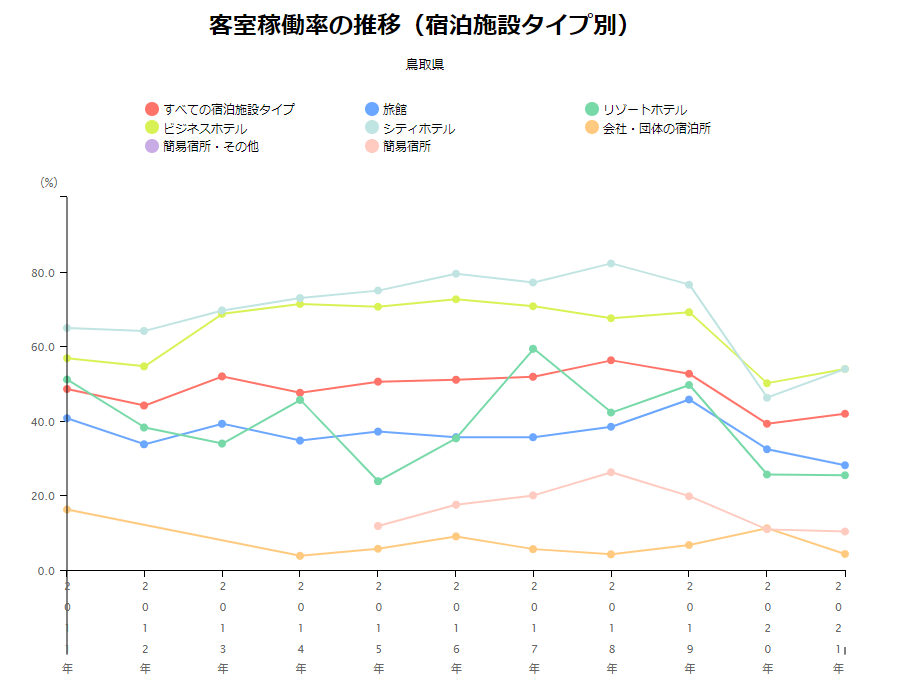 客室稼働率の推移（宿泊施設タイプ別）
鳥取県
すべての宿泊施設タイプ 旅館 リゾートホテル
ビジネスホテル シティホテル 会社・団体の宿泊所
簡易宿所・その他 簡易宿所
(%)
80.0
60.0
40.0
20.0
0.0
2011年 2012年 2013年 2014年 2015年 2016年 2017年 2018年 2019年 2020年 2021年